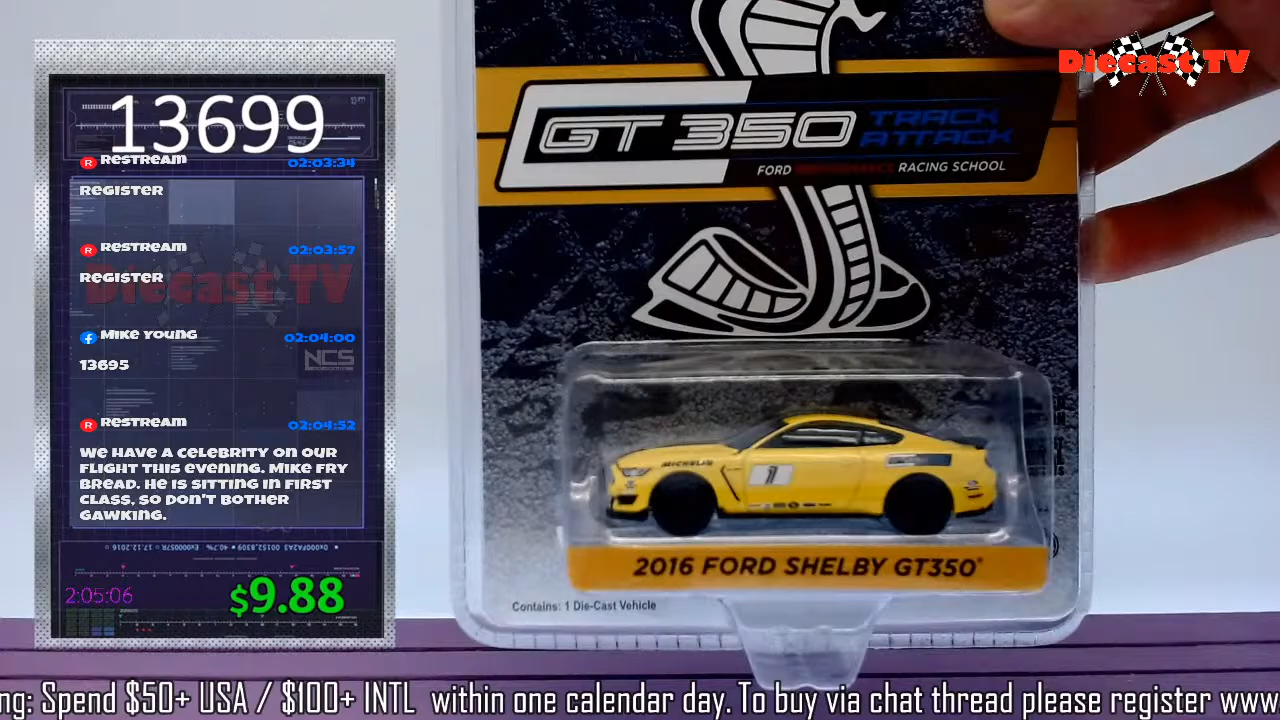 13699
RESTREAM 02:03:34
REGISTER
RESTREAM 02:03:57
REGISTER
Diecast TV
MIKE YOUNG 02:04:00
13695
NCS
RESTREAM 02:04:52
WE HAVE A CELEBRITY ON OUR
FLIGHT THIS EVENING. MIKE FRY
BREAD. HE IS SITTING IN FIRST
CLASS. SO DON'T BOTHER
GAWKING.
2:05:06
$9.88
Diecast TV
GT 350 TRACK
ATTACK
FORD PERFORMANCE RACING SCHOOL
MICHELIN
1
2016 FORD SHELBY GT350®
Contains: 1 Die-Cast Vehicle
ng: Spend $50+ USA / $100+ INTL within one calendar day. To buy via chat thread please register www